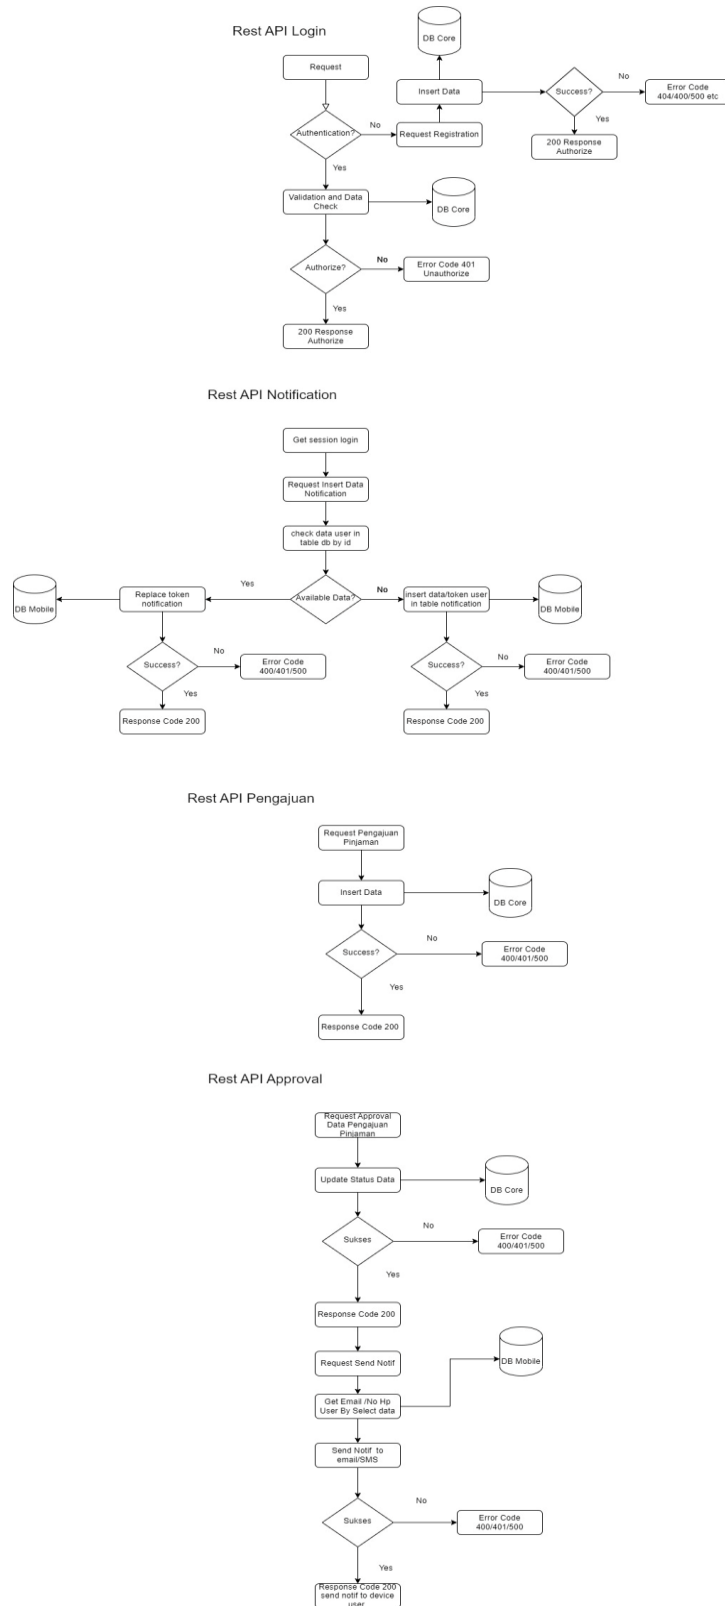 Rest API Login
DB Core
Request
Insert Data
Success?
No
Error Code
404/400/500 etc
Authentication?
No
Request Registration
Yes
200 Response
Authorize
Yes
Validation and Data
Check
DB Core
Authorize?
No
Error Code 401
Unauthorize
Yes
200 Response
Authorize
Rest API Notification
Get session login
Request Insert Data
Notification
check data user in
table db by id
DB Mobile
Replace token
notification
Yes
Available Data?
No
insert data/token user
in table notification
DB Mobile
Success?
No
Error Code
400/401/500
Success?
No
Error Code
400/401/500
Yes
Yes
Response Code 200
Response Code 200
Rest API Pengajuan
Request Pengajuan
Pinjaman
Insert Data
DB Core
Success?
No
Error Code
400/401/500
Yes
Response Code 200
Rest API Approval
Request Approval
Data Pengajuan
Pinjaman
Update Status Data
DB Core
Sukses
No
Error Code
400/401/500
Yes
Response Code 200
Request Send Notif
DB Mobile
Get Email /No Hp
User By Select data
Send Notif to
email/SMS
Sukses
No
Error Code
400/401/500
Yes
Response Code 200
send notif to device
user